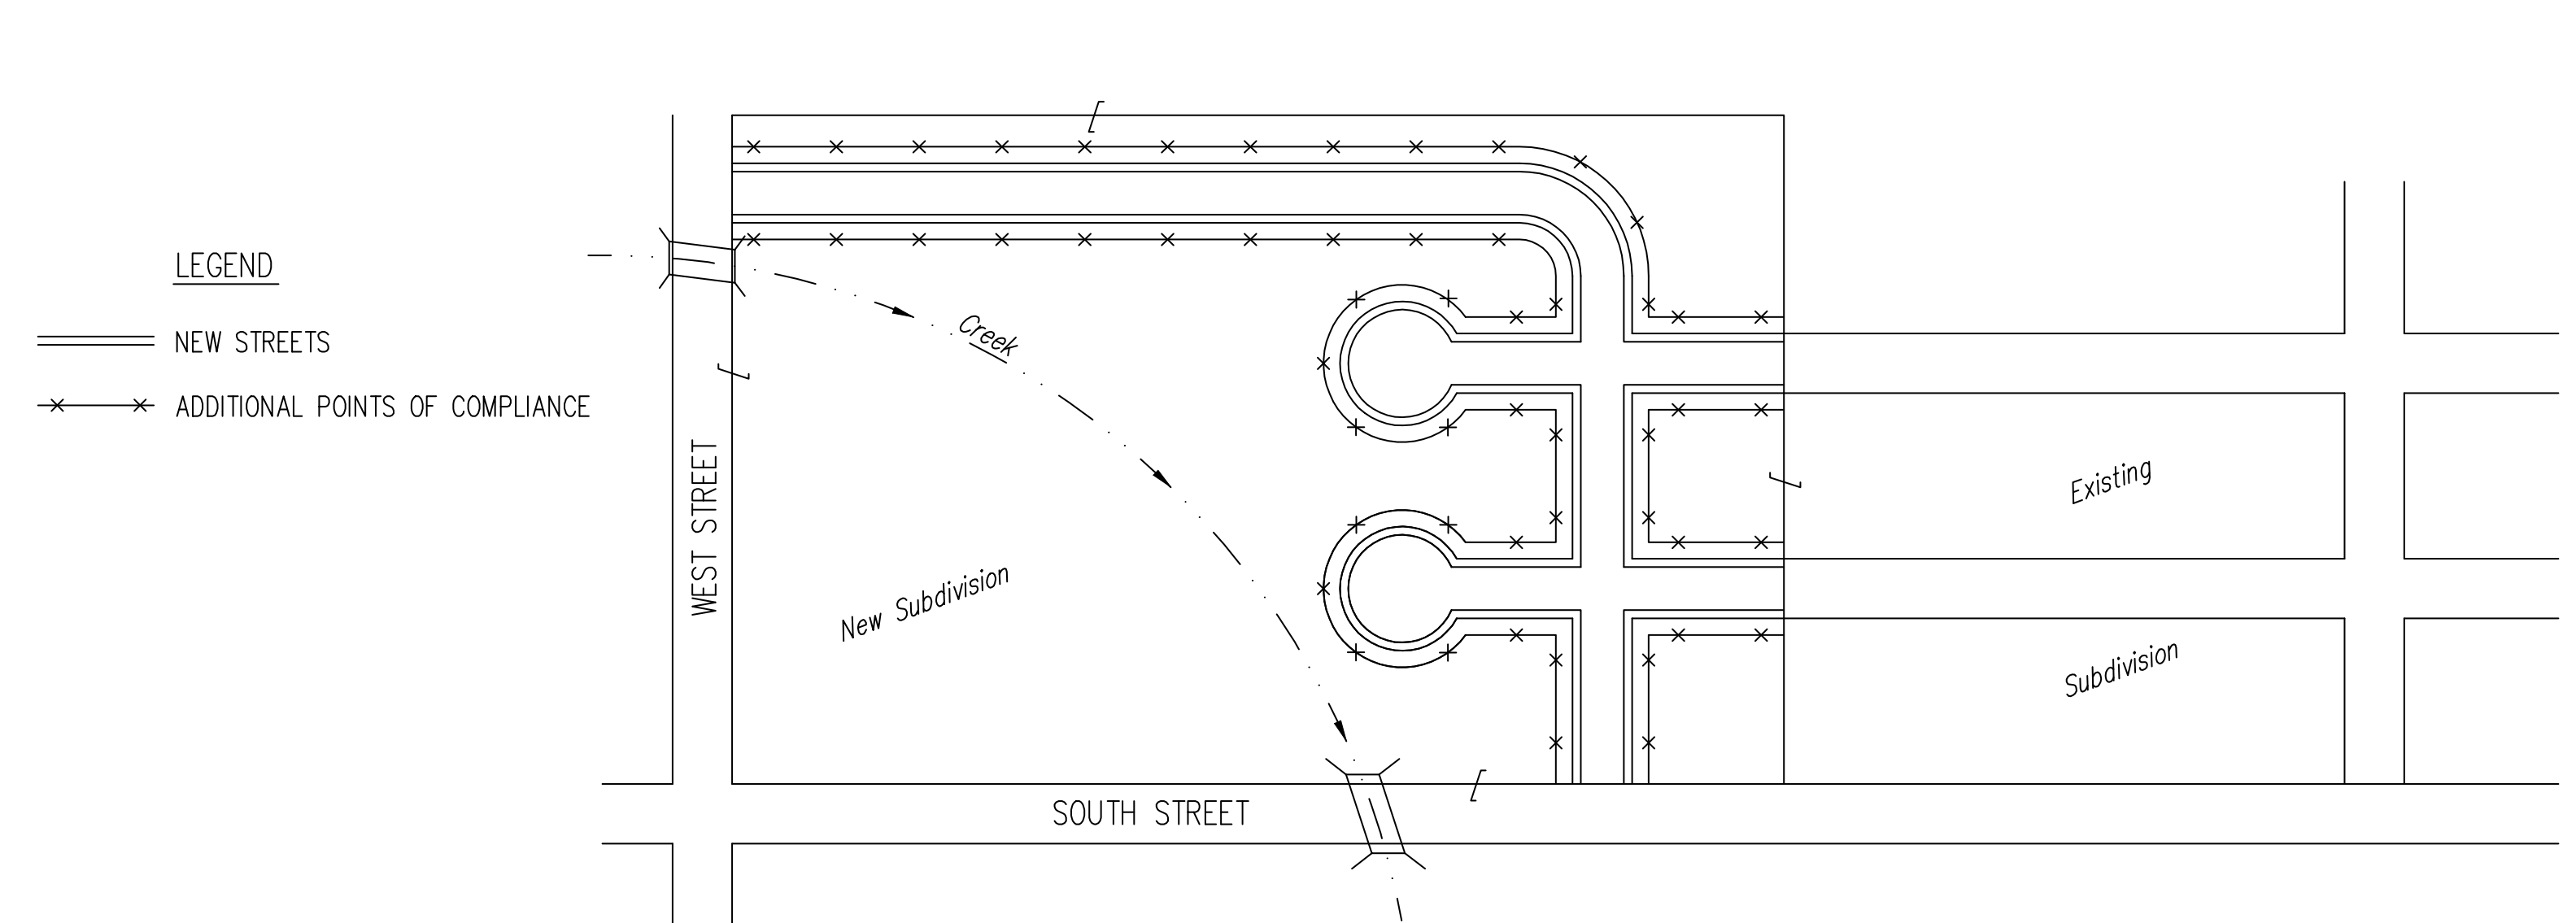 LEGEND
NEW STREETS
ADDITIONAL POINTS OF COMPLIANCE
WEST STREET
Creek
New Subdivision
SOUTH STREET
Existing
Subdivision